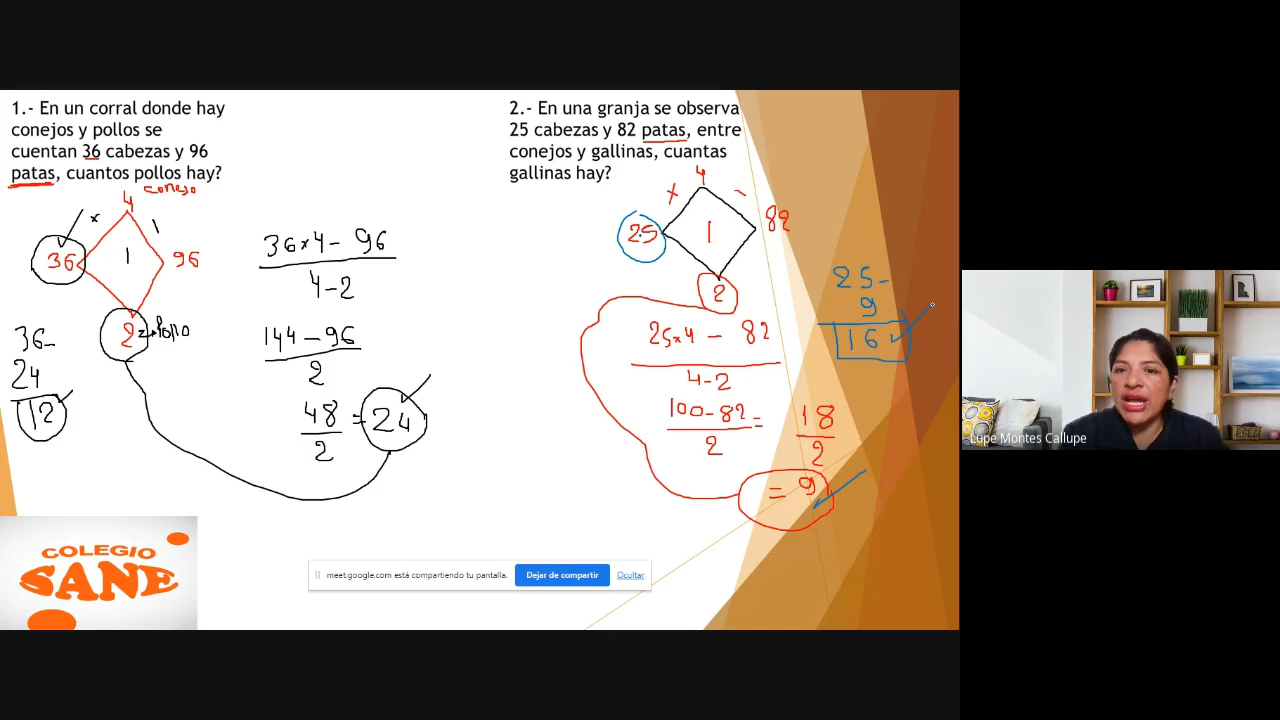 1.- En un corral donde hay
conejos y pollos se
cuentan 36 cabezas y 96
patas, cuantos pollos hay?
4 conejo
x
36 1 96
2 → Pollo
36-
24
12
36x4 - 96
4-2
144 - 96
2
48 = 24
2
2.- En una granja se observa
25 cabezas y 82 patas, entre
conejos y gallinas, cuantas
gallinas hay?
4
x -
25 1 82
2
25x4 - 82
4-2
100-82 = 18
2 2
= 9
25-
9
16
COLEGIO
SANE
meet.google.com está compartiendo tu pantalla. Dejar de compartir Ocultar
Lupe Montes Callupe